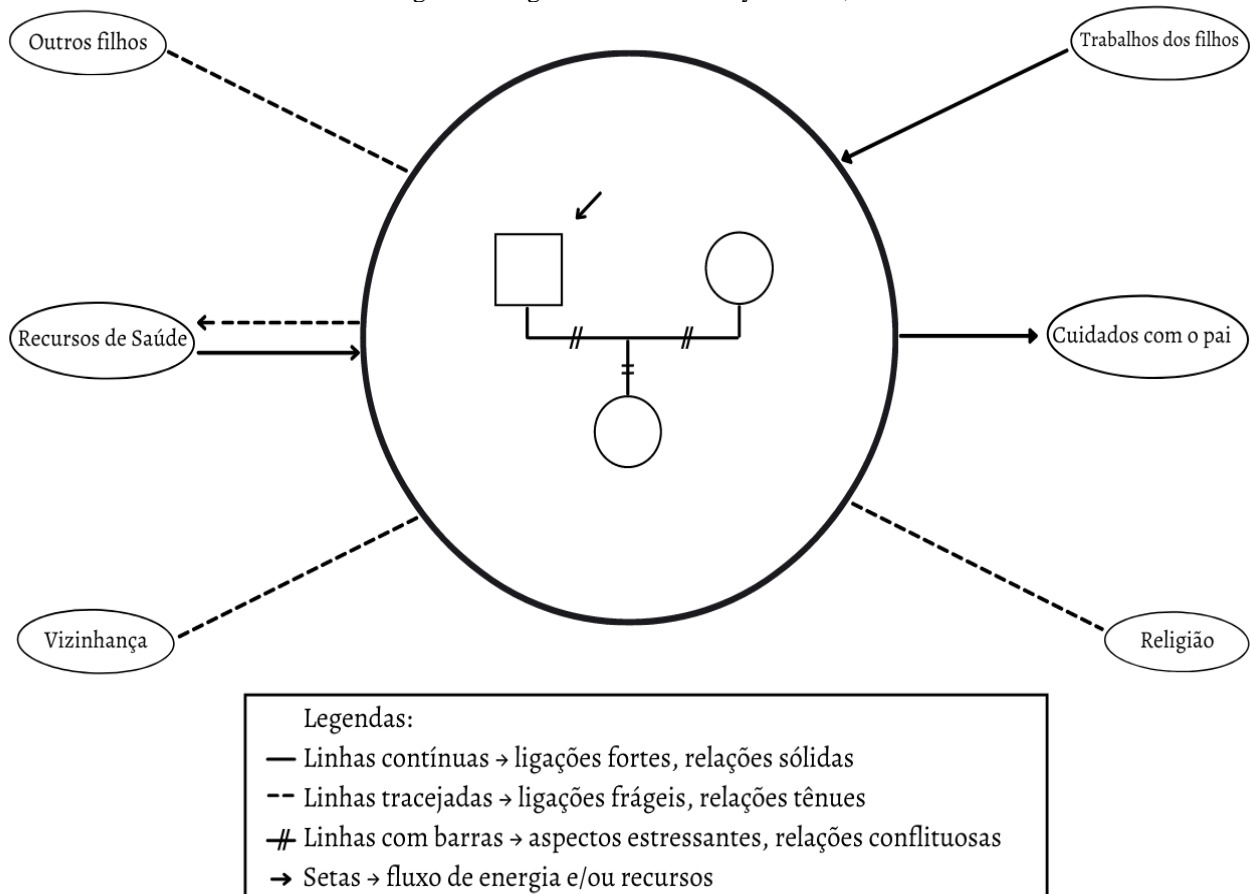 Outros filhos
Trabalhos dos filhos
Recursos de Saúde
Cuidados com o pai
Vizinhança
Religião
Legendas:
Linhas contínuas → ligações fortes, relações sólidas
Linhas tracejadas → ligações frágeis, relações tênues
Linhas com barras → aspectos estressantes, relações conflituosas
Setas → fluxo de energia e/ou recursos